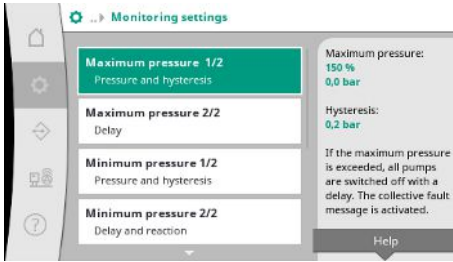 ..▸ Monitoring settings
Maximum pressure 1/2
Pressure and hysteresis
Maximum pressure 2/2
Delay
Minimum pressure 1/2
Pressure and hysteresis
Minimum pressure 2/2
Delay and reaction
Maximum pressure:
150 %
0,0 bar
Hysteresis:
0,2 bar
If the maximum pressure
is exceeded, all pumps
are switched off with a
delay. The collective fault
message is activated.
Help
?